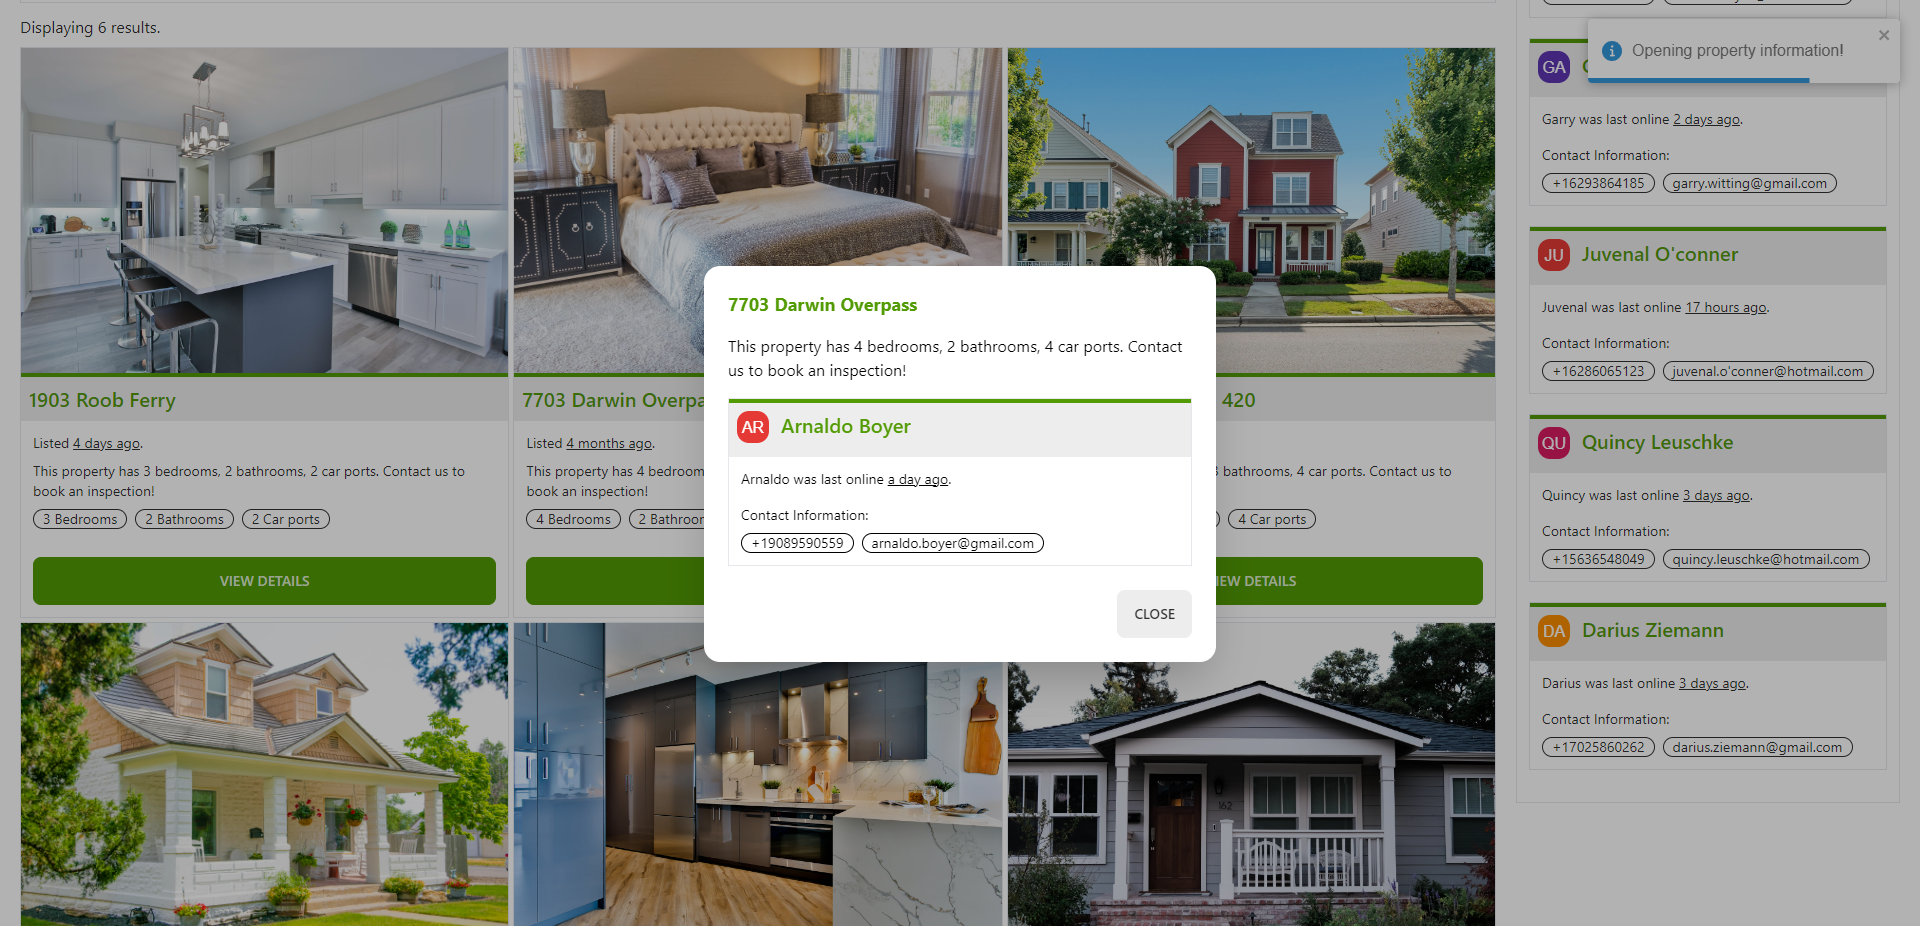 Displaying 6 results.
1903 Roob Ferry
Listed 4 days ago.
This property has 3 bedrooms, 2 bathrooms, 2 car ports. Contact us to
book an inspection!
3 Bedrooms
2 Bathrooms
2 Car ports
VIEW DETAILS
7703 Darwin Overpa
Listed 4 months ago.
This property has 4 bedroom
book an inspection!
4 Bedrooms
2 Bathroor
420
bathrooms, 4 car ports. Contact us to
4 Car ports
IEW DETAILS
162
7703 Darwin Overpass
This property has 4 bedrooms, 2 bathrooms, 4 car ports. Contact
us to book an inspection!
AR
Arnaldo Boyer
Arnaldo was last online a day ago.
Contact Information:
+19089590559
arnaldo.boyer@gmail.com
CLOSE
Opening property information!
GA
Garry was last online 2 days ago.
Contact Information:
+16293864185
garry.witting@gmail.com
JU
Juvenal O'conner
Juvenal was last online 17 hours ago.
Contact Information:
+16286065123
juvenal.o'conner@hotmail.com
QU
Quincy Leuschke
Quincy was last online 3 days ago.
Contact Information:
+15636548049
quincy.leuschke@hotmail.com
DA
Darius Ziemann
Darius was last online 3 days ago.
Contact Information:
+17025860262
darius.ziemann@gmail.com